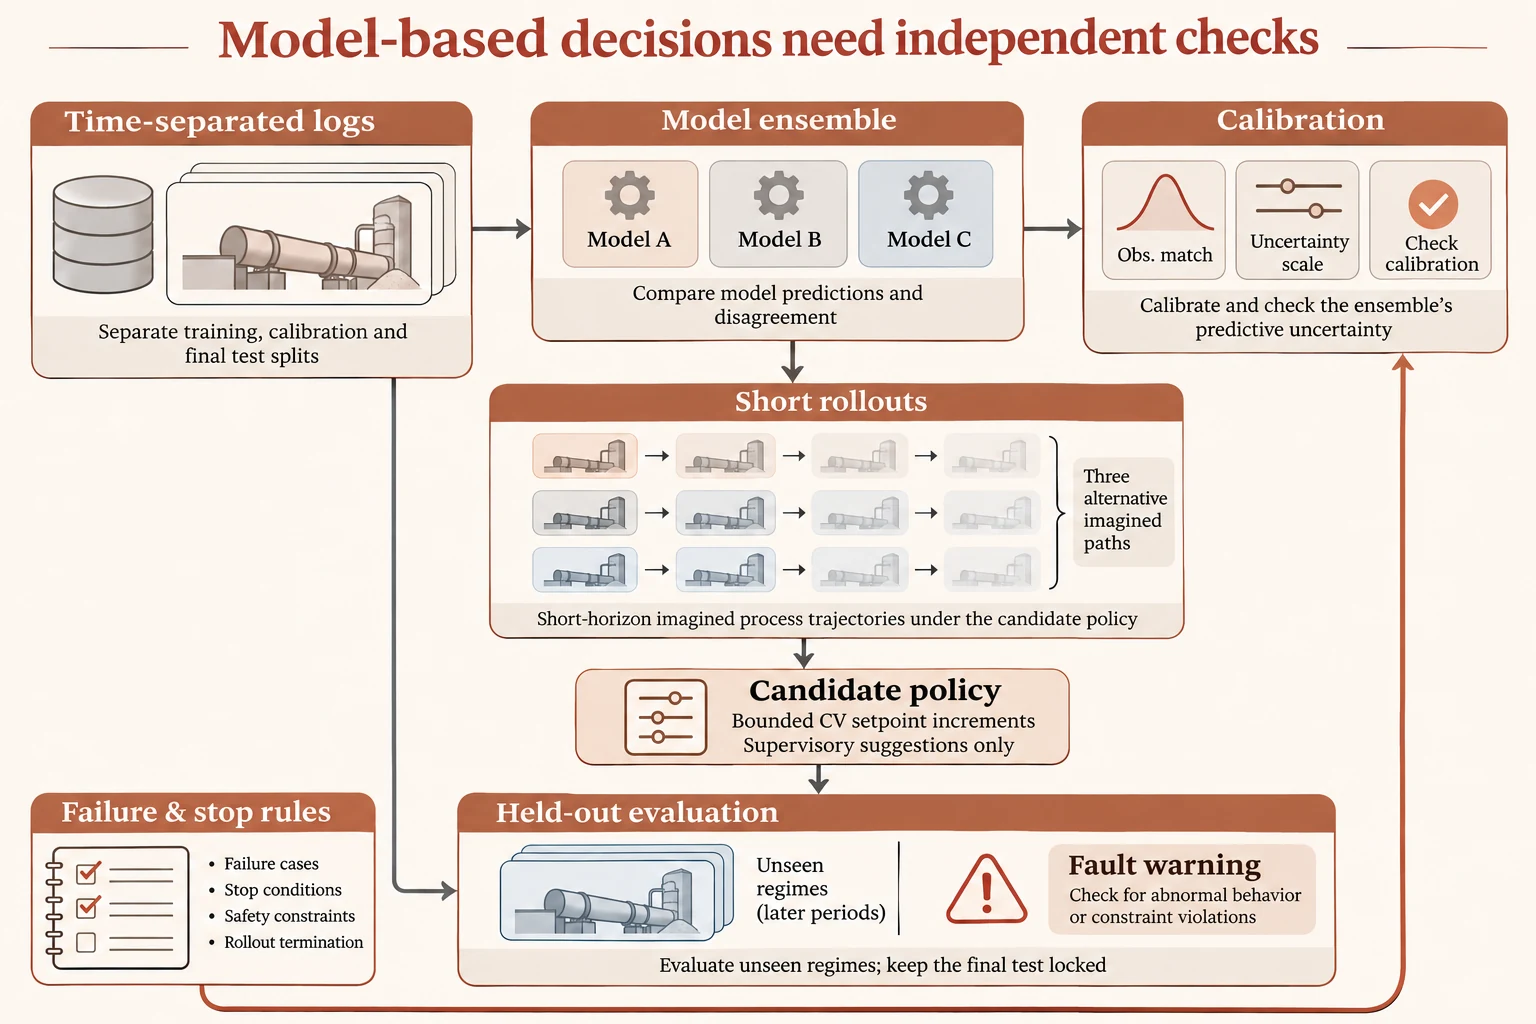 Model-based decisions need independent checks
Time-separated logs
Separate training, calibration and
final test splits
Model ensemble
Model A
Model B
Model C
Compare model predictions and
disagreement
Calibration
Obs. match
Uncertainty
scale
Check
calibration
Calibrate and check the ensemble's
predictive uncertainty
Short rollouts
Three
alternative
imagined
paths
Short-horizon imagined process trajectories under the candidate policy
Candidate policy
Bounded CV setpoint increments
Supervisory suggestions only
Failure & stop rules
• Failure cases
• Stop conditions
• Safety constraints
• Rollout termination
Held-out evaluation
Unseen
regimes
(later periods)
Fault warning
Check for abnormal behavior
or constraint violations
Evaluate unseen regimes; keep the final test locked